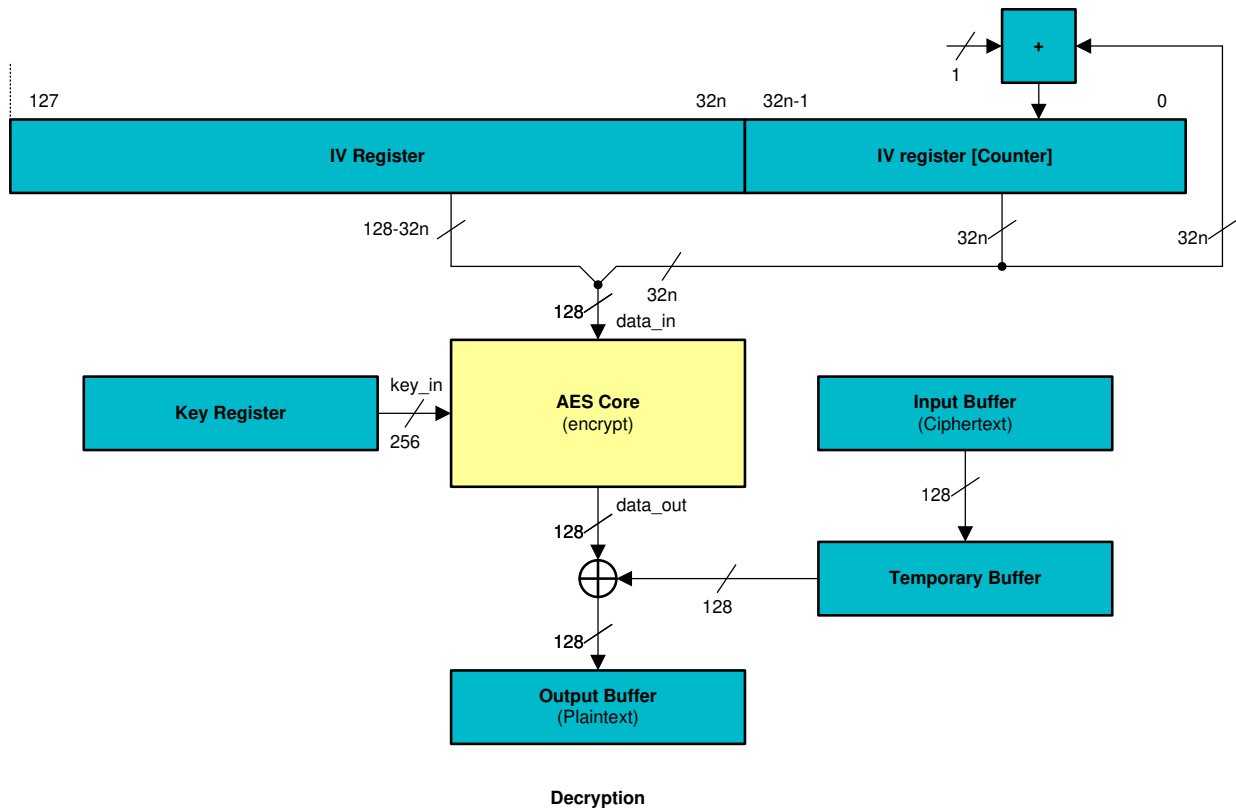 +
1
127
32n
32n-1
0
IV Register
IV register [Counter]
128-32n
32n
32n
32n
128
data_in
key_in
Key Register
256
AES Core
(encrypt)
Input Buffer
(Ciphertext)
128
data_out
128
Temporary Buffer
128
128
Output Buffer
(Plaintext)
Decryption